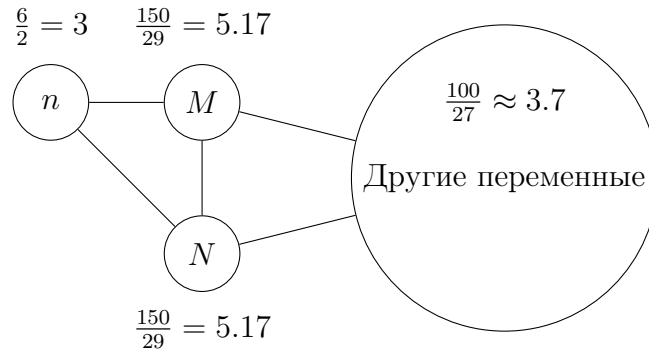 6/2 = 3
150/29 = 5.17
n
M
100/27 ≈ 3.7
Другие переменные
N
150/29 = 5.17